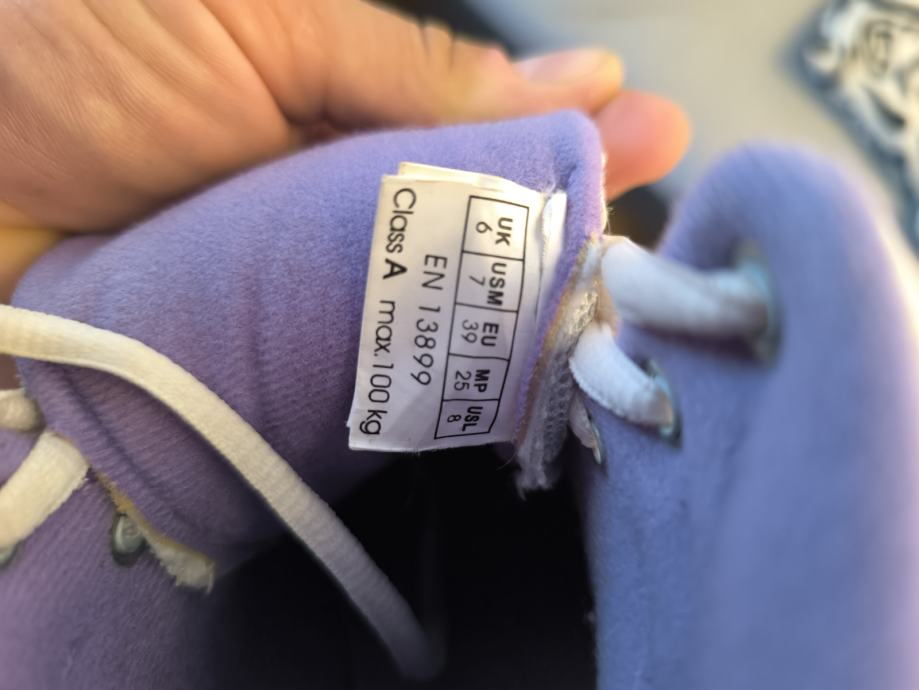 UK USM EU MP USL
6 7 39 25 8
EN 13899
Class A max. 100 kg